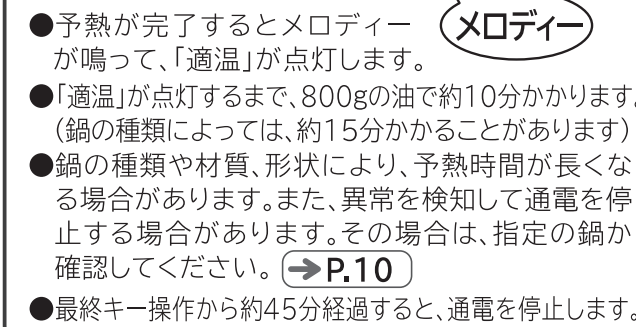 ●予熱が完了するとメロディー
メロディー
が鳴って、「適温」が点灯します。
●「適温」が点灯するまで、800gの油で約10分かかります。
（鍋の種類によっては、約15分かかることがあります）
●鍋の種類や材質、形状により、予熱時間が長くな
る場合があります。また、異常を検知して通電を停
止する場合があります。その場合は、指定の鍋か
確認してください。 ➔P.10
●最終キー操作から約45分経過すると、通電を停止します。